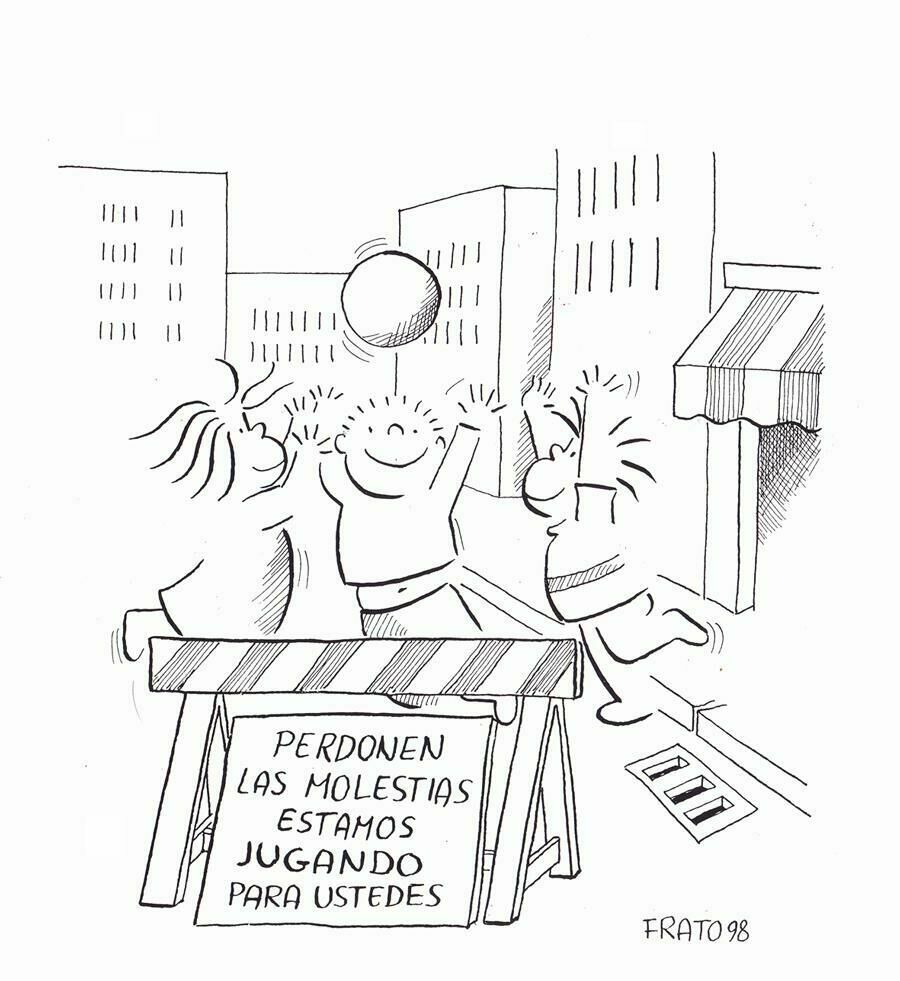 PERDONEN
LAS MOLESTIAS
ESTAMOS
JUGANDO
PARA USTEDES
FRATO 98